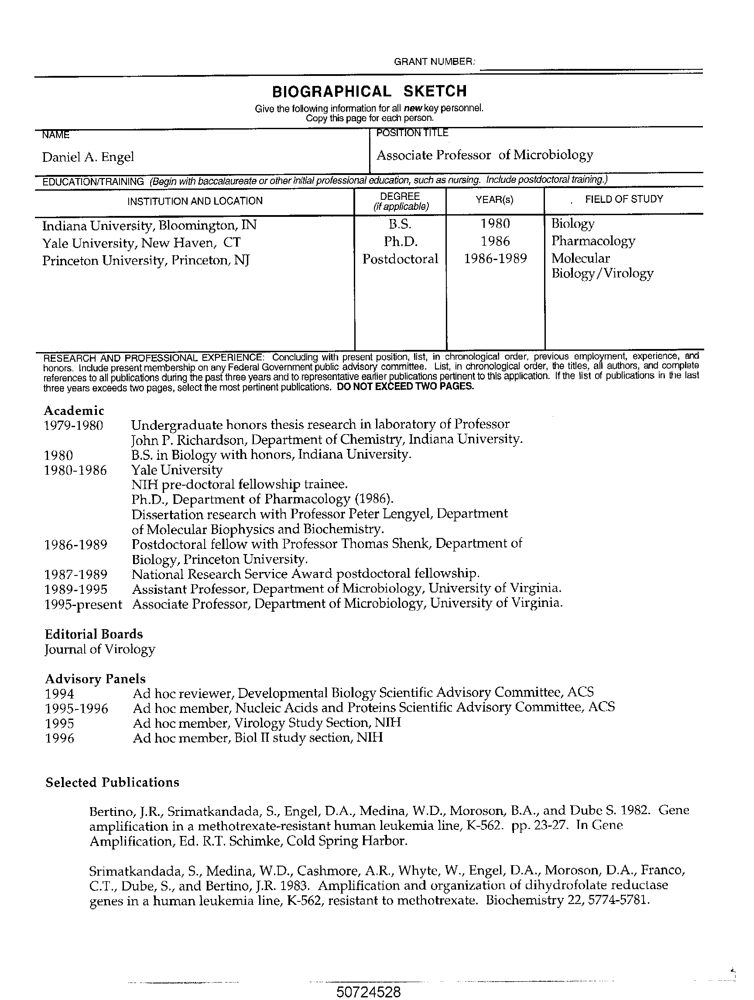 GRANT NUMBER:
BIOGRAPHICAL SKETCH
Give the following information for all new key personnel.
Copy this page for each person.
NAME
POSITION TITLE
Daniel A. Engel
Associate Professor of Microbiology
EDUCATION/TRAINING (Begin with baccalaureate or other initial professional education, such as nursing. Include postdoctoral training.)
INSTITUTION AND LOCATION DEGREE (if applicable) YEAR(s) FIELD OF STUDY
Indiana University, Bloomington, IN B.S. 1980 Biology
Yale University, New Haven, CT Ph.D. 1986 Pharmacology
Princeton University, Princeton, NJ Postdoctoral 1986-1989 Molecular
Biology/Virology
RESEARCH AND PROFESSIONAL EXPERIENCE: Concluding with present position, list, in chronological order, previous employment, experience, and
honors. Include present membership on any Federal Government public advisory committee. List, in chronological order, the titles, all authors, and complete
references to all publications during the past three years and to representative earlier publications pertinent to this application. If the list of publications in the last
three years exceeds two pages, select the most pertinent publications. DO NOT EXCEED TWO PAGES.
Academic
1979-1980 Undergraduate honors thesis research in laboratory of Professor
John P. Richardson, Department of Chemistry, Indiana University.
1980 B.S. in Biology with honors, Indiana University.
1980-1986 Yale University
NIH pre-doctoral fellowship trainee.
Ph.D., Department of Pharmacology (1986).
Dissertation research with Professor Peter Lengyel, Department
of Molecular Biophysics and Biochemistry.
1986-1989 Postdoctoral fellow with Professor Thomas Shenk, Department of
Biology, Princeton University.
1987-1989 National Research Service Award postdoctoral fellowship.
1989-1995 Assistant Professor, Department of Microbiology, University of Virginia.
1995-present Associate Professor, Department of Microbiology, University of Virginia.
Editorial Boards
Journal of Virology
Advisory Panels
1994 Ad hoc reviewer, Developmental Biology Scientific Advisory Committee, ACS
1995-1996 Ad hoc member, Nucleic Acids and Proteins Scientific Advisory Committee, ACS
1995 Ad hoc member, Virology Study Section, NIH
1996 Ad hoc member, Biol II study section, NIH
Selected Publications
Bertino, J.R., Srimatkandada, S., Engel, D.A., Medina, W.D., Moroson, B.A., and Dube S. 1982. Gene
amplification in a methotrexate-resistant human leukemia line, K-562. pp. 23-27. In Gene
Amplification, Ed. R.T. Schimke, Cold Spring Harbor.
Srimatkandada, S., Medina, W.D., Cashmore, A.R., Whyte, W., Engel, D.A., Moroson, D.A., Franco,
C.T., Dube, S., and Bertino, J.R. 1983. Amplification and organization of dihydrofolate reductase
genes in a human leukemia line, K-562, resistant to methotrexate. Biochemistry 22, 5774-5781.
50724528